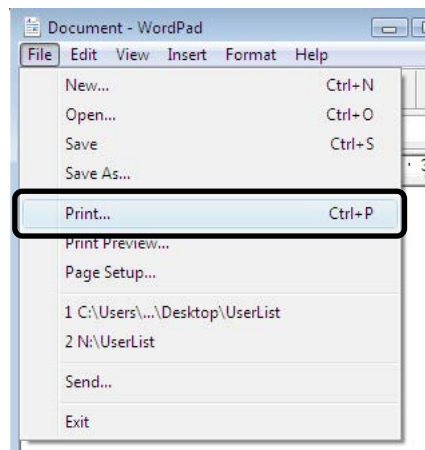 Document - WordPad
File Edit View Insert Format Help
New... Ctrl+N
Open... Ctrl+O
Save Ctrl+S
Save As...
Print... Ctrl+P
Print Preview...
Page Setup...
1 C:\Users\...\Desktop\UserList
2 N:\UserList
Send...
Exit